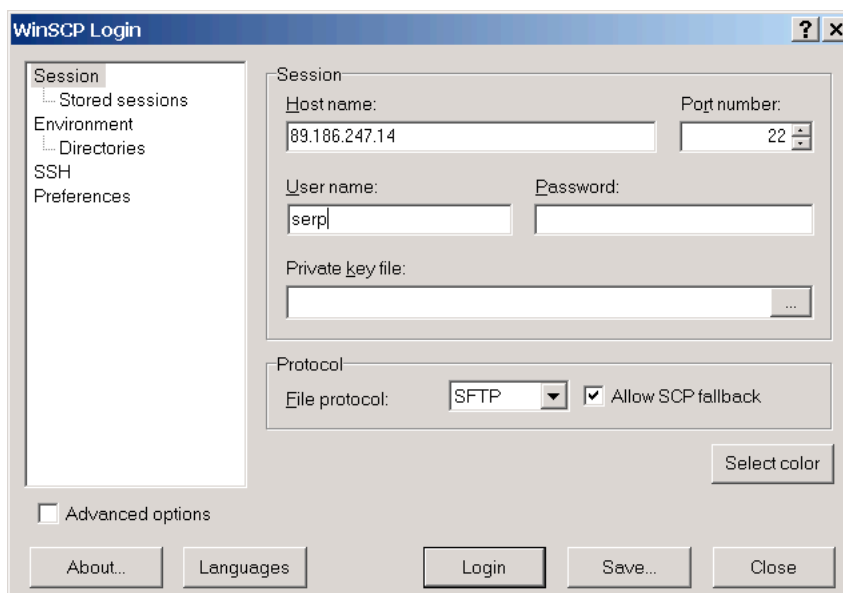 WinSCP Login
Session
Stored sessions
Environment
Directories
SSH
Preferences
Session
Host name:
Port number:
89.186.247.14
22
User name:
Password:
serp
Private key file:
...
Protocol
File protocol:
SFTP
Allow SCP fallback
Select color
Advanced options
About...
Languages
Login
Save...
Close